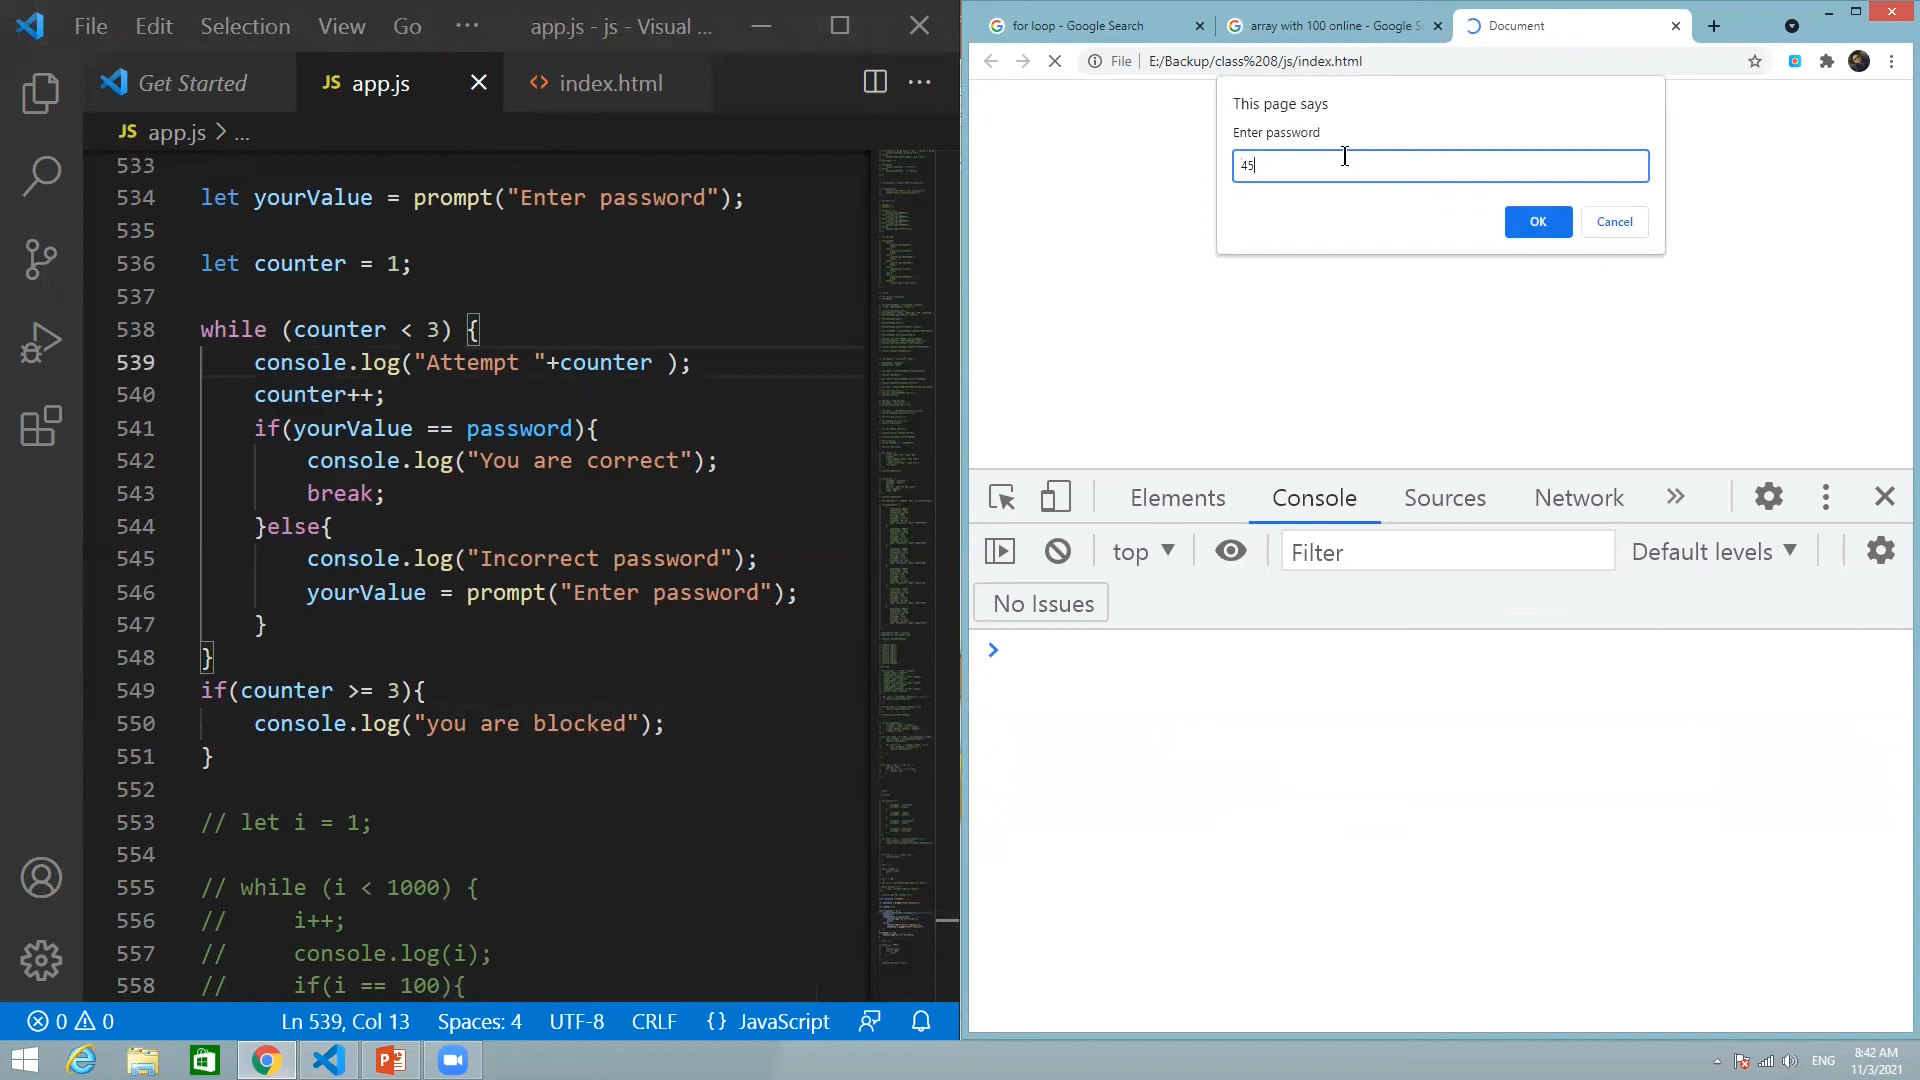 File Edit Selection View Go ··· app.js - js - Visual ...
Get Started JS app.js index.html
JS app.js > ...
533
534 let yourValue = prompt("Enter password");
535
536 let counter = 1;
537
538 while (counter < 3) {
539 console.log("Attempt "+counter );
540 counter++;
541 if(yourValue == password){
542 console.log("You are correct");
543 break;
544 }else{
545 console.log("Incorrect password");
546 yourValue = prompt("Enter password");
547 }
548 }
549 if(counter >= 3){
550 console.log("you are blocked");
551 }
552
553 // let i = 1;
554
555 // while (i < 1000) {
556 // i++;
557 // console.log(i);
558 // if(i == 100){
0 0 Ln 539, Col 13 Spaces: 4 UTF-8 CRLF {} JavaScript
for loop - Google Search array with 100 online - Google S Document
File E:/Backup/class%208/js/index.html
This page says
Enter password
45
OK Cancel
Elements Console Sources Network »
top Filter Default levels
No Issues
>
ENG 8:42 AM
11/3/2021